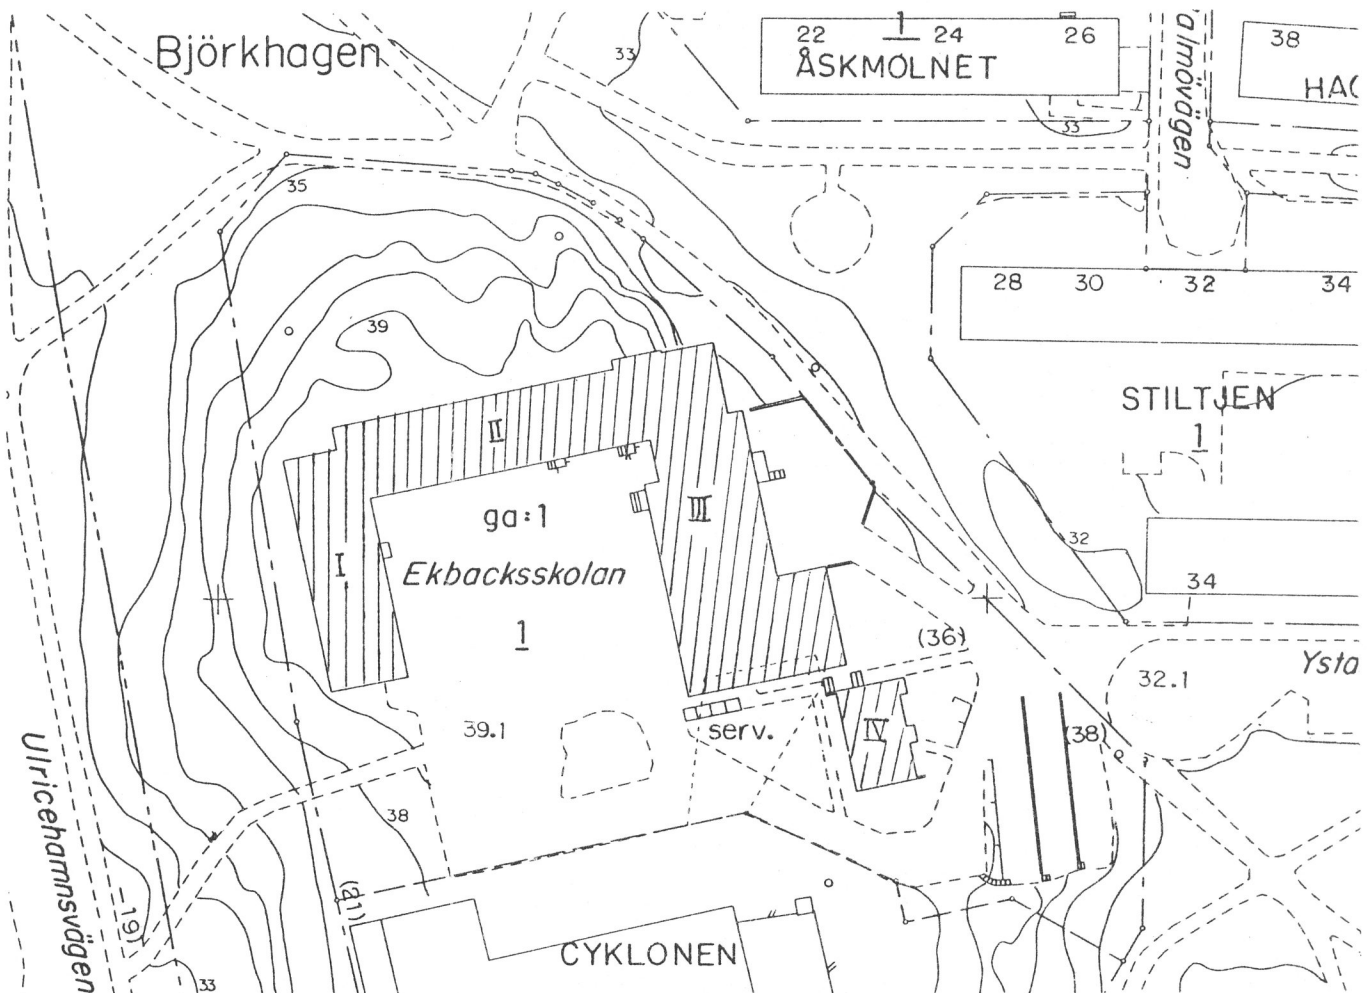 Björkhagen
33
22
1
24
26
ÅSKMOLNET
almövägen
38
HAG
33
35
28
30
32
34
39
STILTJEN
1
II
III
ga:1
I
Ekbacksskolan
1
32
34
(36)
Ysta
32.1
39.1
serv.
IV
(38)
Ulricehamnsvägen
38
(21)
19)
CYKLONEN
33